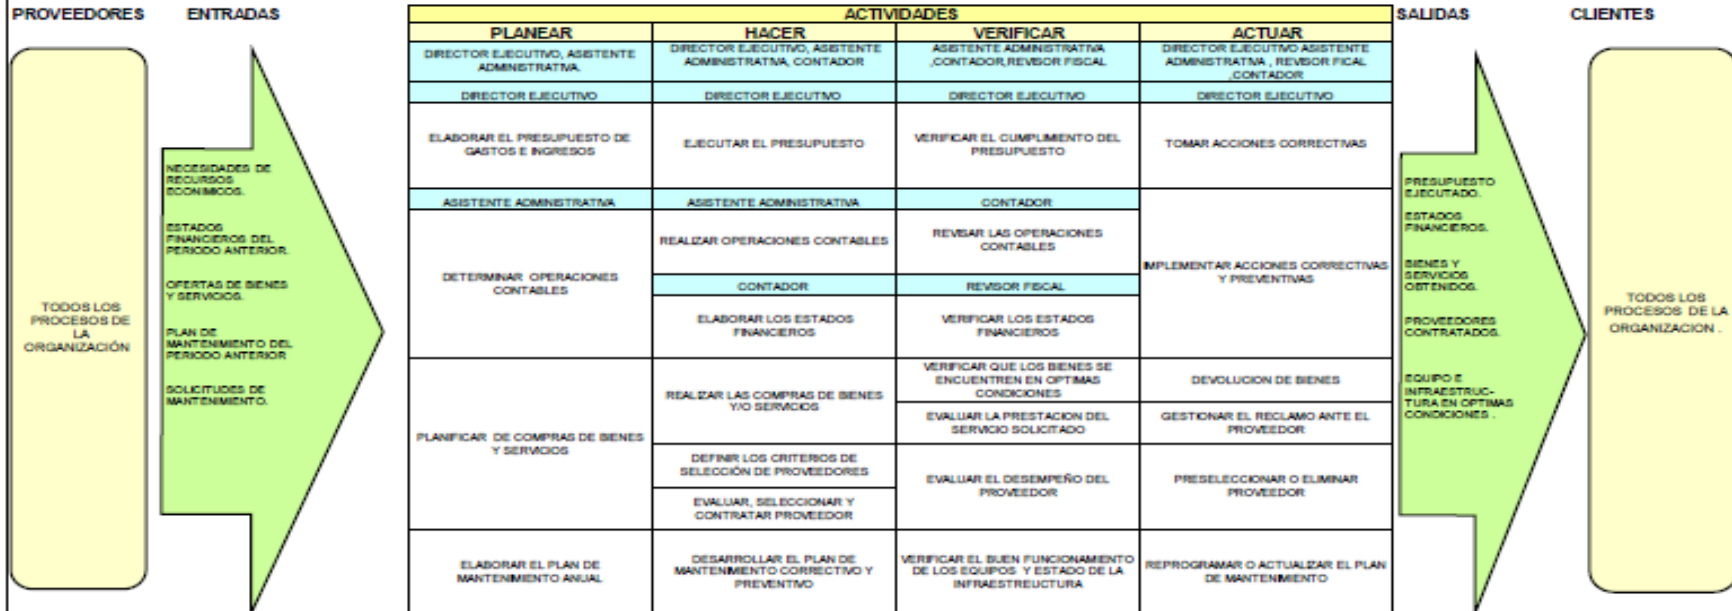 PROVEEDORES
ENTRADAS
ACTIVIDADES
SALIDAS
CLIENTES
PLANEAR
HACER
VERIFICAR
ACTUAR
DIRECTOR EJECUTIVO, ASISTENTE
ADMINISTRATIVA.
DIRECTOR EJECUTIVO, ASISTENTE
ADMINISTRATIVA, CONTADOR
ASISTENTE ADMINISTRATIVA
,CONTADOR,REVISOR FISCAL
DIRECTOR EJECUTIVO ASISTENTE
ADMINISTRATIVA , REVISOR FICAL
,CONTADOR
DIRECTOR EJECUTIVO
DIRECTOR EJECUTIVO
DIRECTOR EJECUTIVO
DIRECTOR EJECUTIVO
ELABORAR EL PRESUPUESTO DE
GASTOS E INGRESOS
EJECUTAR EL PRESUPUESTO
VERIFICAR EL CUMPLIMIENTO DEL
PRESUPUESTO
TOMAR ACCIONES CORRECTIVAS
ASISTENTE ADMINISTRATIVA
ASISTENTE ADMINISTRATIVA
CONTADOR
DETERMINAR OPERACIONES
CONTABLES
REALIZAR OPERACIONES CONTABLES
REVISAR LAS OPERACIONES
CONTABLES
IMPLEMENTAR ACCIONES CORRECTIVAS
Y PREVENTIVAS
CONTADOR
REVISOR FISCAL
ELABORAR LOS ESTADOS
FINANCIEROS
VERIFICAR LOS ESTADOS
FINANCIEROS
PLANIFICAR DE COMPRAS DE BIENES
Y SERVICIOS
REALIZAR LAS COMPRAS DE BIENES
Y/O SERVICIOS
VERIFICAR QUE LOS BIENES SE
ENCUENTREN EN OPTIMAS
CONDICIONES
DEVOLUCION DE BIENES
EVALUAR LA PRESTACION DEL
SERVICIO SOLICITADO
GESTIONAR EL RECLAMO ANTE EL
PROVEEDOR
DEFINIR LOS CRITERIOS DE
SELECCIÓN DE PROVEEDORES
EVALUAR EL DESEMPEÑO DEL
PROVEEDOR
PRESELECCIONAR O ELIMINAR
PROVEEDOR
EVALUAR, SELECCIONAR Y
CONTRATAR PROVEEDOR
ELABORAR EL PLAN DE
MANTENIMIENTO ANUAL
DESARROLLAR EL PLAN DE
MANTENIMIENTO CORRECTIVO Y
PREVENTIVO
VERIFICAR EL BUEN FUNCIONAMIENTO
DE LOS EQUIPOS Y ESTADO DE LA
INFRAESTREUCTURA
REPROGRAMAR O ACTUALIZAR EL PLAN
DE MANTENIMIENTO
TODOS LOS
PROCESOS DE
LA
ORGANIZACIÓN
NECESIDADES DE
RECURSOS
ECONIMICOS.
ESTADOS
FINANCIEROS DEL
PERIODO ANTERIOR.
OFERTAS DE BIENES
Y SERVICIOS.
PLAN DE
MANTENIMIENTO DEL
PERIODO ANTERIOR
SOLICITUDES DE
MANTENIMIENTO.
PRESUPUESTO
EJECUTADO.
ESTADOS
FINANCIEROS.
BIENES Y
SERVICIOS
OBTENIDOS.
PROVEEDORES
CONTRATADOS.
EQUIPO E
INFRAESTRUC-
TURA EN OPTIMAS
CONDICIONES .
TODOS LOS
PROCESOS DE LA
ORGANIZACION .